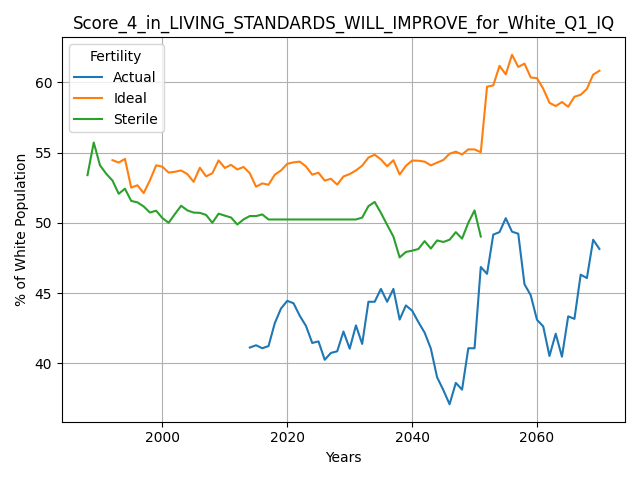 Score_4_in_LIVING_STANDARDS_WILL_IMPROVE_for_White_Q1_IQ
Fertility
Actual
Ideal
Sterile
% of White Population
60
55
50
45
40
2000 2020 2040 2060
Years